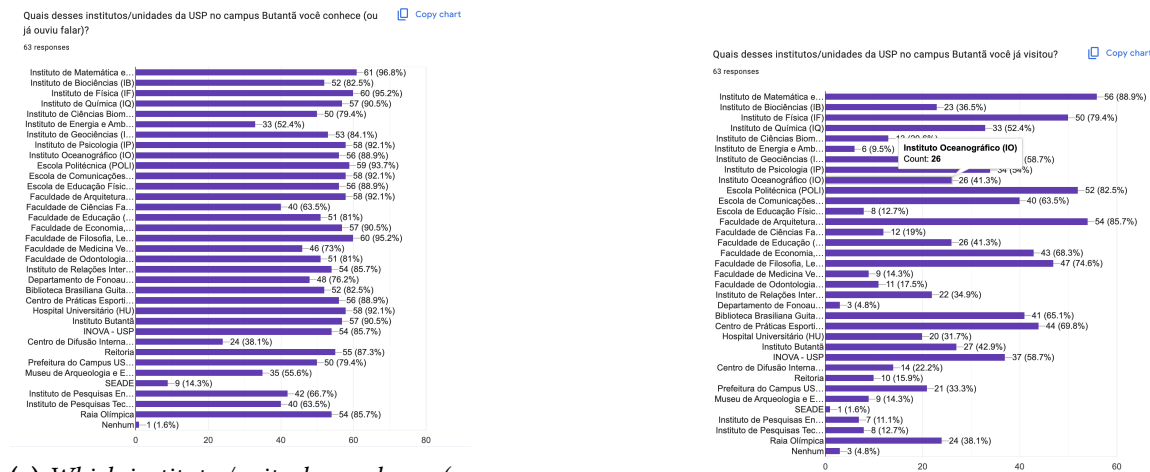 Quais desses institutos/unidades da USP no campus Butantã você conhece (ou
já ouviu falar)?
Copy chart
63 responses
Instituto de Matemática e... 61 (96.8%)
Instituto de Biociências (IB) 52 (82.5%)
Instituto de Física (IF) 60 (95.2%)
Instituto de Química (IQ) 57 (90.5%)
Instituto de Ciências Biom... 50 (79.4%)
Instituto de Energia e Amb... 33 (52.4%)
Instituto de Geociências (I... 53 (84.1%)
Instituto de Psicologia (IP) 58 (92.1%)
Instituto Oceanográfico (IO) 56 (88.9%)
Escola Politécnica (POLI) 59 (93.7%)
Escola de Comunicações... 58 (92.1%)
Escola de Educação Físic... 56 (88.9%)
Faculdade de Arquitetura... 58 (92.1%)
Faculdade de Ciências Fa... 40 (63.5%)
Faculdade de Educação (... 51 (81%)
Faculdade de Economia,... 57 (90.5%)
Faculdade de Filosofia, Le... 60 (95.2%)
Faculdade de Medicina Ve... 46 (73%)
Faculdade de Odontologia... 51 (81%)
Instituto de Relações Inter... 54 (85.7%)
Departamento de Fonoau... 48 (76.2%)
Biblioteca Brasiliana Guita... 52 (82.5%)
Centro de Práticas Esporti... 56 (88.9%)
Hospital Universitário (HU) 58 (92.1%)
Instituto Butantã 57 (90.5%)
INOVA - USP 54 (85.7%)
Centro de Difusão Interna... 24 (38.1%)
Reitoria 55 (87.3%)
Prefeitura do Campus US... 50 (79.4%)
Museu de Arqueologia e E... 35 (55.6%)
SEADE 9 (14.3%)
Instituto de Pesquisas En... 42 (66.7%)
Instituto de Pesquisas Tec... 40 (63.5%)
Raia Olímpica 54 (85.7%)
Nenhum 1 (1.6%)
0 20 40 60 80
Quais desses institutos/unidades da USP no campus Butantã você já visitou?
Copy chart
63 responses
Instituto de Matemática e... 56 (88.9%)
Instituto de Biociências (IB) 23 (36.5%)
Instituto de Física (IF) 50 (79.4%)
Instituto de Química (IQ) 33 (52.4%)
Instituto de Ciências Biom... 13 (20.6%)
Instituto de Energia e Amb... 6 (9.5%)
Instituto Oceanográfico (IO)
Count: 26
Instituto de Geociências (I... (58.7%)
Instituto de Psicologia (IP) 34 (54%)
Instituto Oceanográfico (IO) 26 (41.3%)
Escola Politécnica (POLI) 52 (82.5%)
Escola de Comunicações... 40 (63.5%)
Escola de Educação Físic... 8 (12.7%)
Faculdade de Arquitetura... 54 (85.7%)
Faculdade de Ciências Fa... 12 (19%)
Faculdade de Educação (... 26 (41.3%)
Faculdade de Economia,... 43 (68.3%)
Faculdade de Filosofia, Le... 47 (74.6%)
Faculdade de Medicina Ve... 9 (14.3%)
Faculdade de Odontologia... 11 (17.5%)
Instituto de Relações Inter... 22 (34.9%)
Departamento de Fonoau... 3 (4.8%)
Biblioteca Brasiliana Guita... 41 (65.1%)
Centro de Práticas Esporti... 44 (69.8%)
Hospital Universitário (HU) 20 (31.7%)
Instituto Butantã 27 (42.9%)
INOVA - USP 37 (58.7%)
Centro de Difusão Interna... 14 (22.2%)
Reitoria 10 (15.9%)
Prefeitura do Campus US... 21 (33.3%)
Museu de Arqueologia e E... 9 (14.3%)
SEADE 1 (1.6%)
Instituto de Pesquisas En... 7 (11.1%)
Instituto de Pesquisas Tec... 8 (12.7%)
Raia Olímpica 24 (38.1%)
Nenhum 3 (4.8%)
0 20 40 60